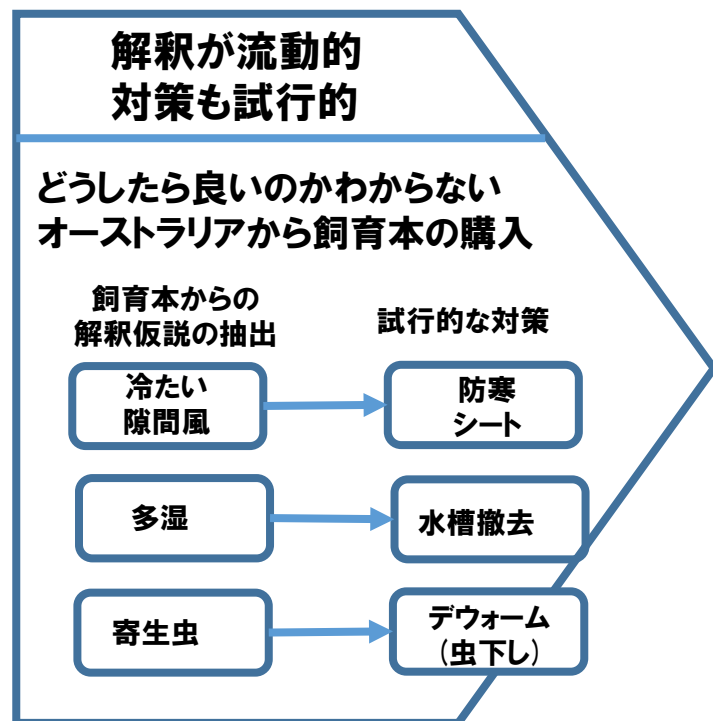 解釈が流動的
対策も試行的
どうしたら良いのかわからない
オーストラリアから飼育本の購入
飼育本からの
解釈仮説の抽出
試行的な対策
冷たい
隙間風
防寒
シート
多湿
水槽撤去
寄生虫
デウォーム
(虫下し)